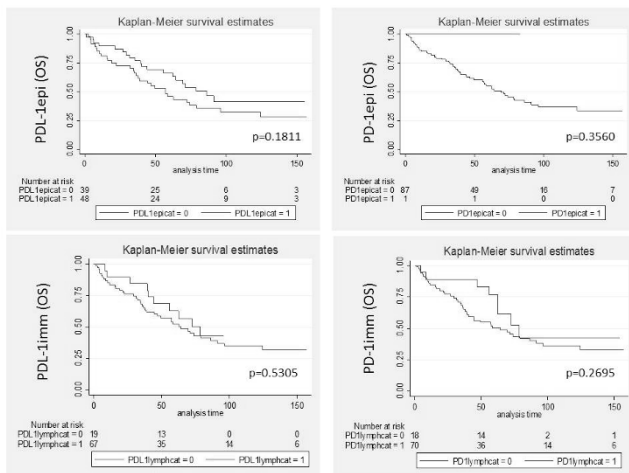 Kaplan-Meier survival estimates
PDL-1epi (OS)
1.00
0.75
0.50
0.25
0.00
p=0.1811
0 50 100 150
analysis time
Number at risk
PDL1epicat = 0 39 25 6 3
PDL1epicat = 1 48 24 9 3
PDL1epicat = 0 PDL1epicat = 1
Kaplan-Meier survival estimates
PD-1epi (OS)
1.00
0.75
0.50
0.25
0.00
p=0.3560
0 50 100 150
analysis time
Number at risk
PD1epicat = 0 87 49 16 7
PD1epicat = 1 1 1 0 0
PD1epicat = 0 PD1epicat = 1
Kaplan-Meier survival estimates
PDL-1imm (OS)
1.00
0.75
0.50
0.25
0.00
p=0.5305
0 50 100 150
analysis time
Number at risk
PDL1lymphcat = 0 19 13 0 0
PDL1lymphcat = 1 67 35 14 6
PDL1lymphcat = 0 PDL1lymphcat = 1
Kaplan-Meier survival estimates
PD-1imm (OS)
1.00
0.75
0.50
0.25
0.00
p=0.2695
0 50 100 150
analysis time
Number at risk
PD1lymphcat = 0 18 14 2 1
PD1lymphcat = 1 70 36 14 6
PD1lymphcat = 0 PD1lymphcat = 1